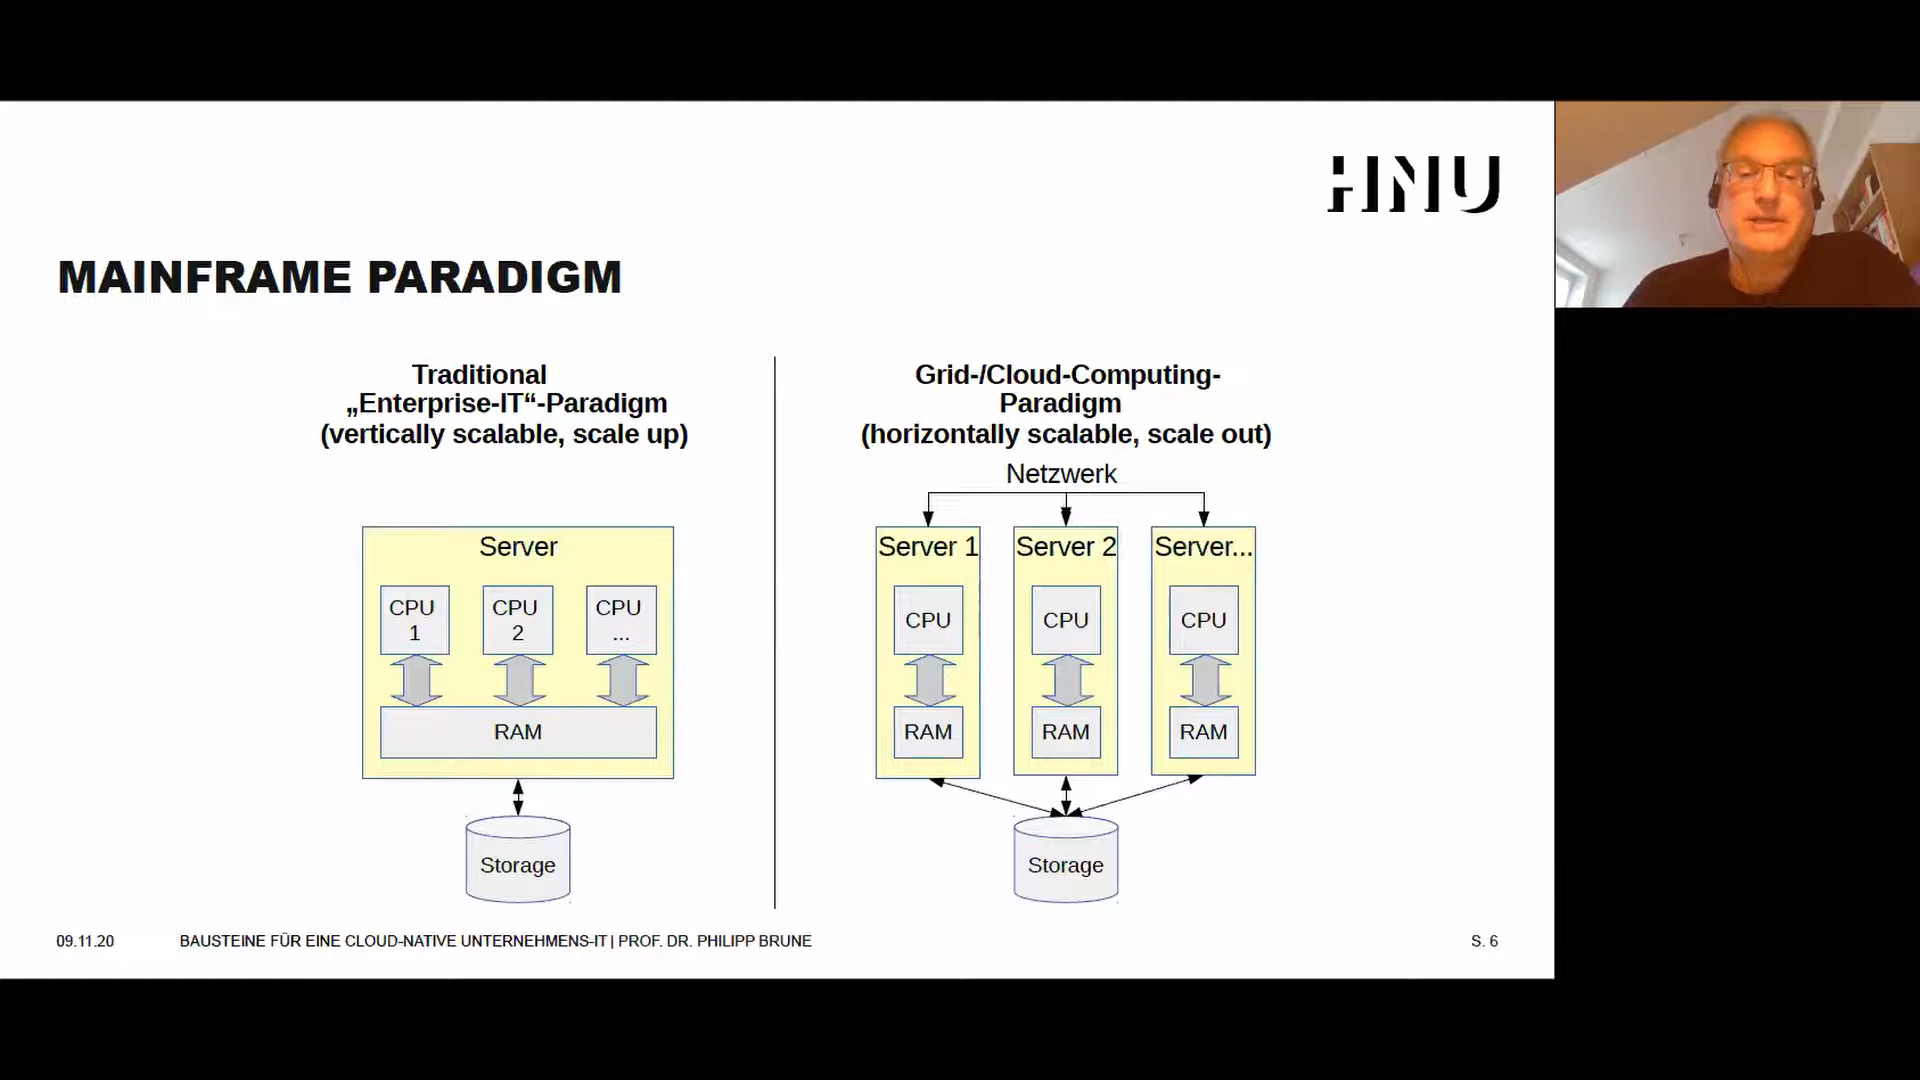 HNU
MAINFRAME PARADIGM
Traditional
„Enterprise-IT“-Paradigm
(vertically scalable, scale up)
Server
CPU
1
CPU
2
CPU
...
RAM
Storage
Grid-/Cloud-Computing-
Paradigm
(horizontally scalable, scale out)
Netzwerk
Server 1
CPU
RAM
Server 2
CPU
RAM
Server...
CPU
RAM
Storage
09.11.20
BAUSTEINE FÜR EINE CLOUD-NATIVE UNTERNEHMENS-IT | PROF. DR. PHILIPP BRUNE
S. 6